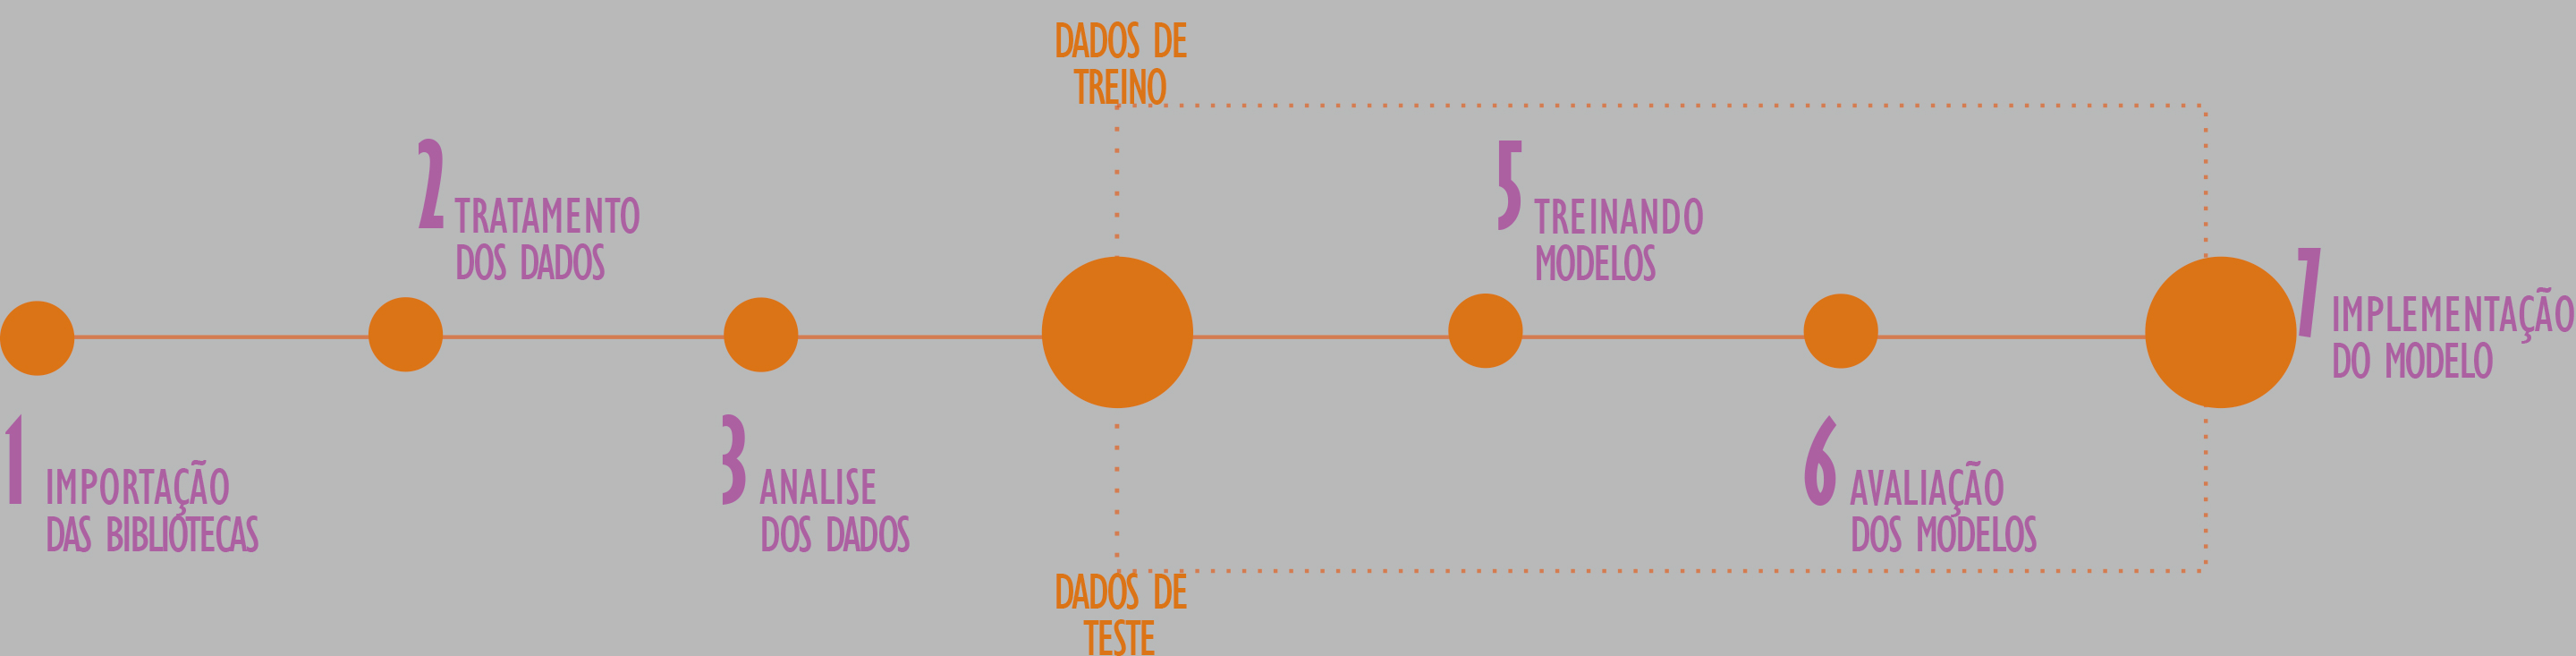 DADOS DE
TREINO
2 TRATAMENTO
DOS DADOS
5 TREINANDO
MODELOS
7 IMPLEMENTAÇÃO
DO MODELO
1 IMPORTAÇÃO
DAS BIBLIOTECAS
3 ANALISE
DOS DADOS
6 AVALIAÇÃO
DOS MODELOS
DADOS DE
TESTE